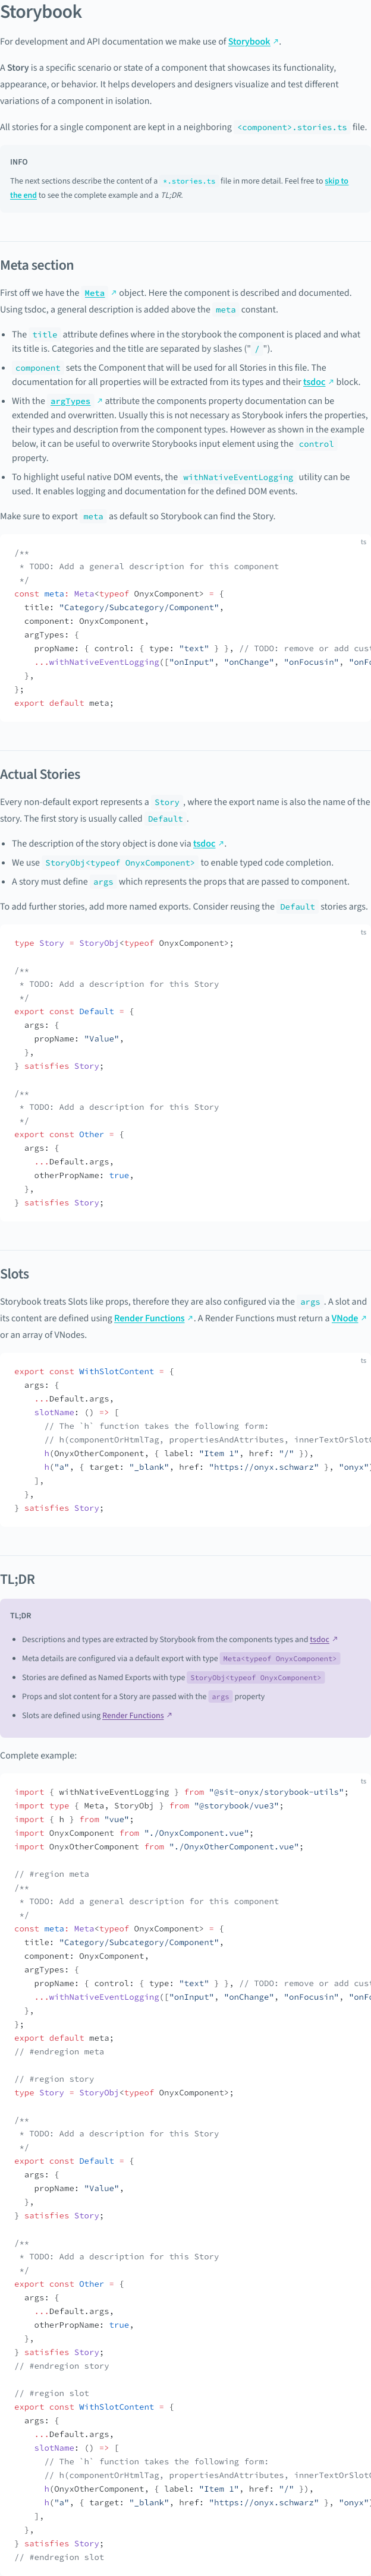 Storybook
For development and API documentation we make use of Storybook ↗.
A Story is a specific scenario or state of a component that showcases its functionality,
appearance, or behavior. It helps developers and designers visualize and test different
variations of a component in isolation.
All stories for a single component are kept in a neighboring <component>.stories.ts file.
INFO
The next sections describe the content of a *.stories.ts file in more detail. Feel free to skip to
the end to see the complete example and a TL;DR.
Meta section
First off we have the Meta ↗ object. Here the component is described and documented.
Using tsdoc, a general description is added above the meta constant.
• The title attribute defines where in the storybook the component is placed and what
its title is. Categories and the title are separated by slashes ("/").
• component sets the Component that will be used for all Stories in this file. The
documentation for all properties will be extracted from its types and their tsdoc ↗ block.
• With the argTypes ↗ attribute the components property documentation can be
extended and overwritten. Usually this is not necessary as Storybook infers the properties,
their types and description from the component types. However as shown in the example
below, it can be useful to overwrite Storybooks input element using the control
property.
• To highlight useful native DOM events, the withNativeEventLogging utility can be
used. It enables logging and documentation for the defined DOM events.
Make sure to export meta as default so Storybook can find the Story.
ts
/**
 * TODO: Add a general description for this component
 */
const meta: Meta<typeof OnyxComponent> = {
  title: "Category/Subcategory/Component",
  component: OnyxComponent,
  argTypes: {
    propName: { control: { type: "text" } }, // TODO: remove or add cus
    ...withNativeEventLogging(["onInput", "onChange", "onFocusin", "onFo
  },
};
export default meta;
Actual Stories
Every non-default export represents a Story, where the export name is also the name of the
story. The first story is usually called Default.
• The description of the story object is done via tsdoc ↗.
• We use StoryObj<typeof OnyxComponent> to enable typed code completion.
• A story must define args which represents the props that are passed to component.
To add further stories, add more named exports. Consider reusing the Default stories args.
ts
type Story = StoryObj<typeof OnyxComponent>;
/**
 * TODO: Add a description for this Story
 */
export const Default = {
  args: {
    propName: "Value",
  },
} satisfies Story;
/**
 * TODO: Add a description for this Story
 */
export const Other = {
  args: {
    ...Default.args,
    otherPropName: true,
  },
} satisfies Story;
Slots
Storybook treats Slots like props, therefore they are also configured via the args. A slot and
its content are defined using Render Functions ↗. A Render Functions must return a VNode ↗
or an array of VNodes.
ts
export const WithSlotContent = {
  args: {
    ...Default.args,
    slotName: () => [
      // The `h` function takes the following form:
      // h(componentOrHtmlTag, propertiesAndAttributes, innerTextOrSlot
      h(OnyxOtherComponent, { label: "Item 1", href: "/" }),
      h("a", { target: "_blank", href: "https://onyx.schwarz" }, "onyx"
    ],
  },
} satisfies Story;
TL;DR
TL;DR
• Descriptions and types are extracted by Storybook from the components types and tsdoc ↗
• Meta details are configured via a default export with type Meta<typeof OnyxComponent>
• Stories are defined as Named Exports with type StoryObj<typeof OnyxComponent>
• Props and slot content for a Story are passed with the args property
• Slots are defined using Render Functions ↗
Complete example:
ts
import { withNativeEventLogging } from "@sit-onyx/storybook-utils";
import type { Meta, StoryObj } from "@storybook/vue3";
import { h } from "vue";
import OnyxComponent from "./OnyxComponent.vue";
import OnyxOtherComponent from "./OnyxOtherComponent.vue";
// #region meta
/**
 * TODO: Add a general description for this component
 */
const meta: Meta<typeof OnyxComponent> = {
  title: "Category/Subcategory/Component",
  component: OnyxComponent,
  argTypes: {
    propName: { control: { type: "text" } }, // TODO: remove or add cus
    ...withNativeEventLogging(["onInput", "onChange", "onFocusin", "onFo
  },
};
export default meta;
// #endregion meta
// #region story
type Story = StoryObj<typeof OnyxComponent>;
/**
 * TODO: Add a description for this Story
 */
export const Default = {
  args: {
    propName: "Value",
  },
} satisfies Story;
/**
 * TODO: Add a description for this Story
 */
export const Other = {
  args: {
    ...Default.args,
    otherPropName: true,
  },
} satisfies Story;
// #endregion story
// #region slot
export const WithSlotContent = {
  args: {
    ...Default.args,
    slotName: () => [
      // The `h` function takes the following form:
      // h(componentOrHtmlTag, propertiesAndAttributes, innerTextOrSlot
      h(OnyxOtherComponent, { label: "Item 1", href: "/" }),
      h("a", { target: "_blank", href: "https://onyx.schwarz" }, "onyx"
    ],
  },
} satisfies Story;
// #endregion slot